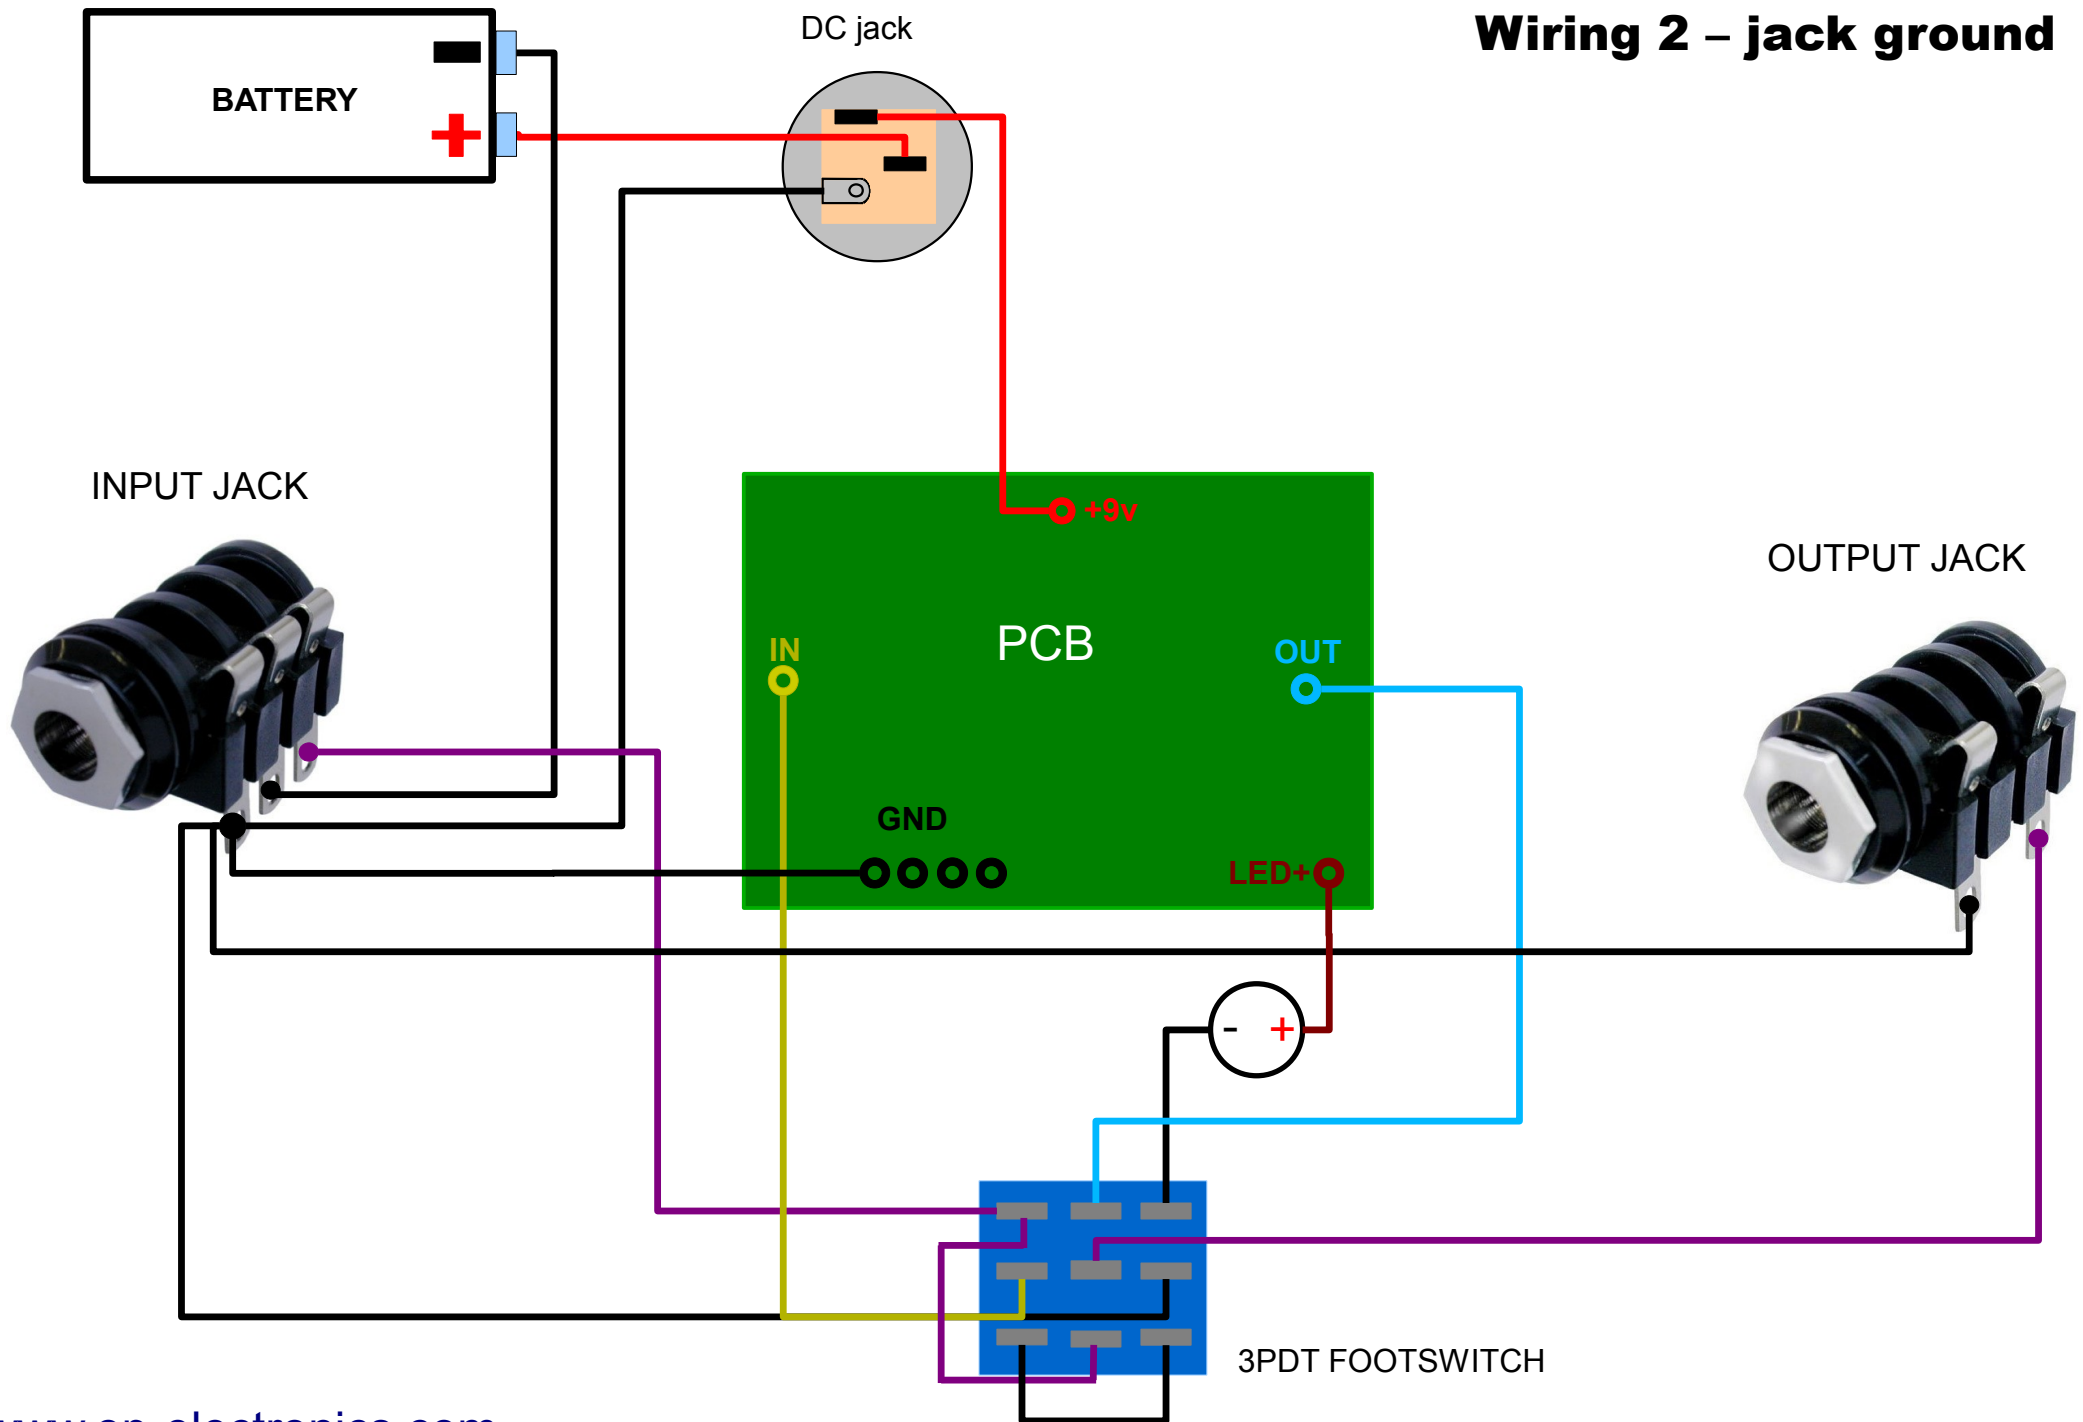 DC jack
Wiring 2 – jack ground
BATTERY
INPUT JACK
+9v
OUTPUT JACK
IN
PCB
OUT
GND
LED+
- +
3PDT FOOTSWITCH